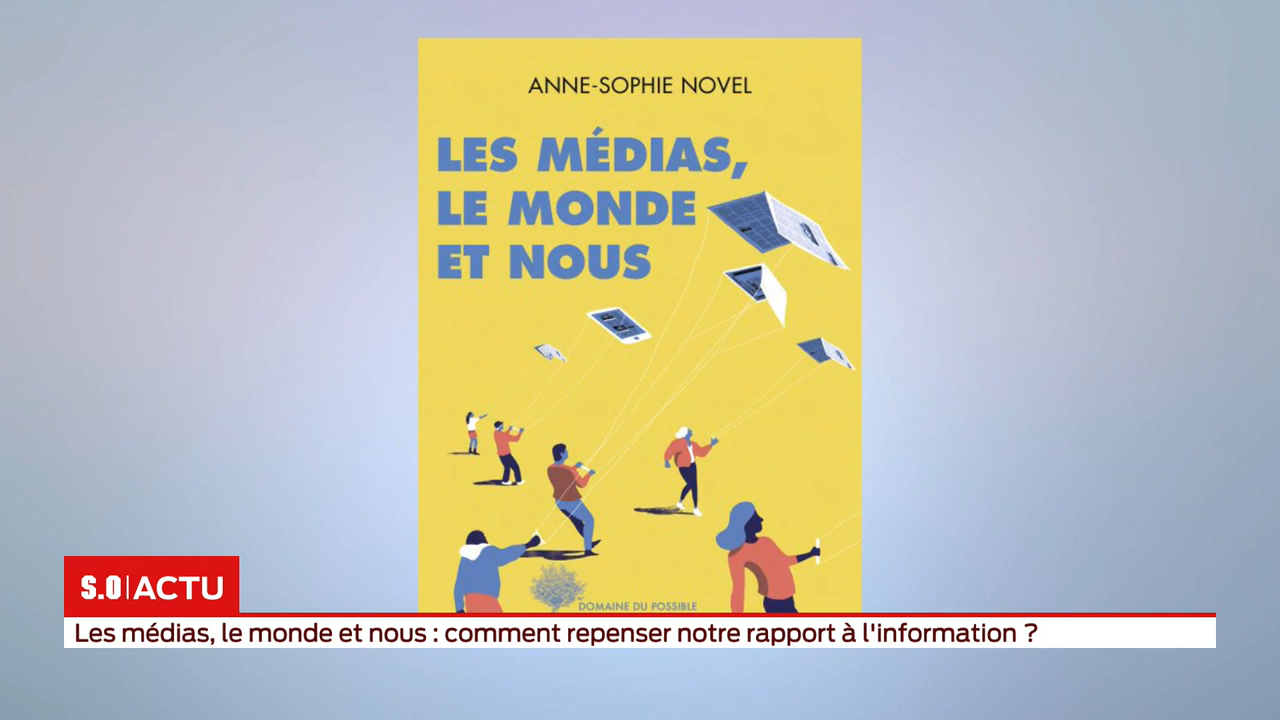 ANNE-SOPHIE NOVEL
LES MÉDIAS,
LE MONDE
ET NOUS
DOMAINE DU POSSIBLE
S.O ACTU
Les médias, le monde et nous : comment repenser notre rapport à l'information ?